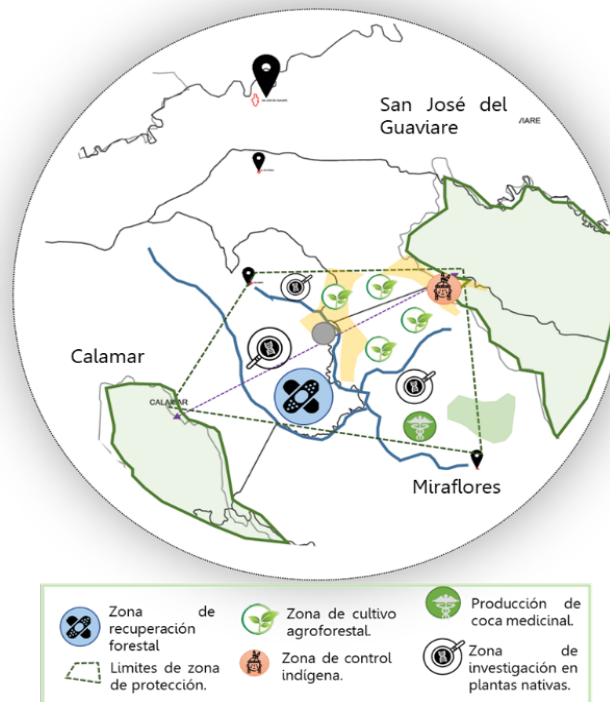 San José del
Guaviare
VIARE
Calamar
CALAMAR
Miraflores
Zona de
recuperación
forestal
Zona de cultivo
agroforestal.
Producción de
coca medicinal.
Limites de zona
de protección.
Zona de control
indígena.
Zona de
investigación en
plantas nativas.